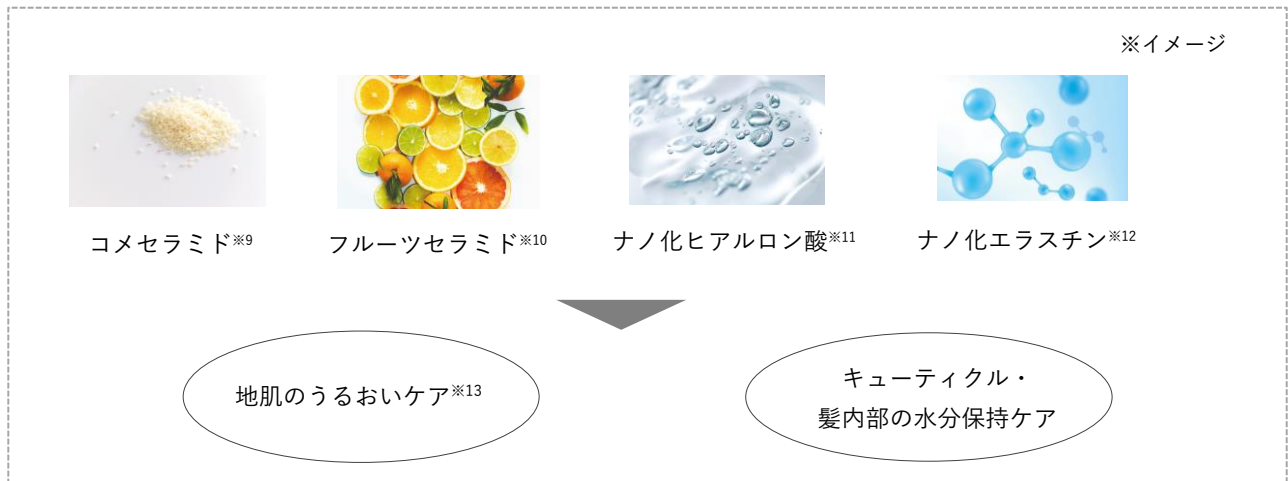 ※イメージ
コメセラミド※9
フルーツセラミド※10
ナノ化ヒアルロン酸※11
ナノ化エラスチン※12
地肌のうるおいケア※13
キューティクル・
髪内部の水分保持ケア